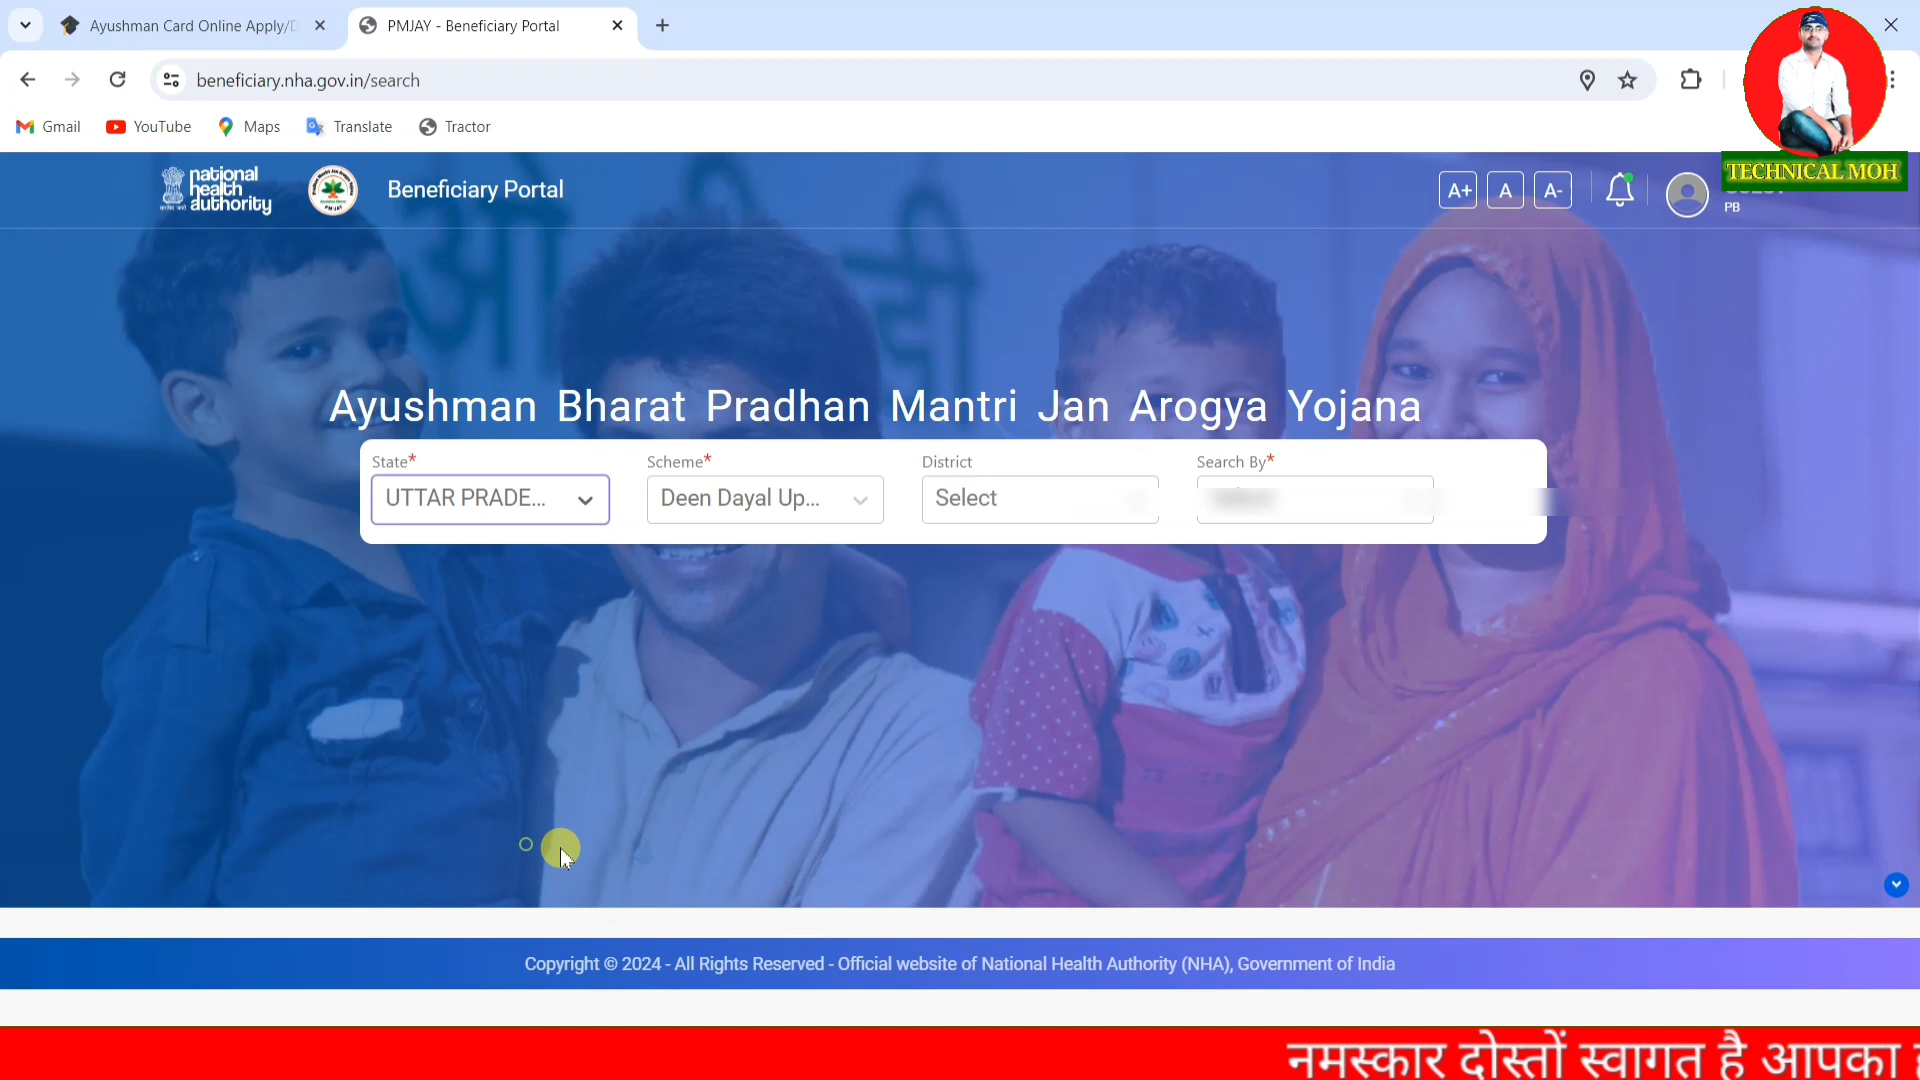 Ayushman Card Online Apply/D
PMJAY - Beneficiary Portal
beneficiary.nha.gov.in/search
Gmail
YouTube
Maps
Translate
Tractor
TECHNICAL MOH
national
health
authority
Beneficiary Portal
A+
A
A-
PB
Ayushman Bharat Pradhan Mantri Jan Arogya Yojana
State*
Scheme*
District
Search By*
UTTAR PRADE...
Deen Dayal Up...
Select
Copyright © 2024 - All Rights Reserved - Official website of National Health Authority (NHA), Government of India
नमस्कार दोस्तों स्वागत है आपका